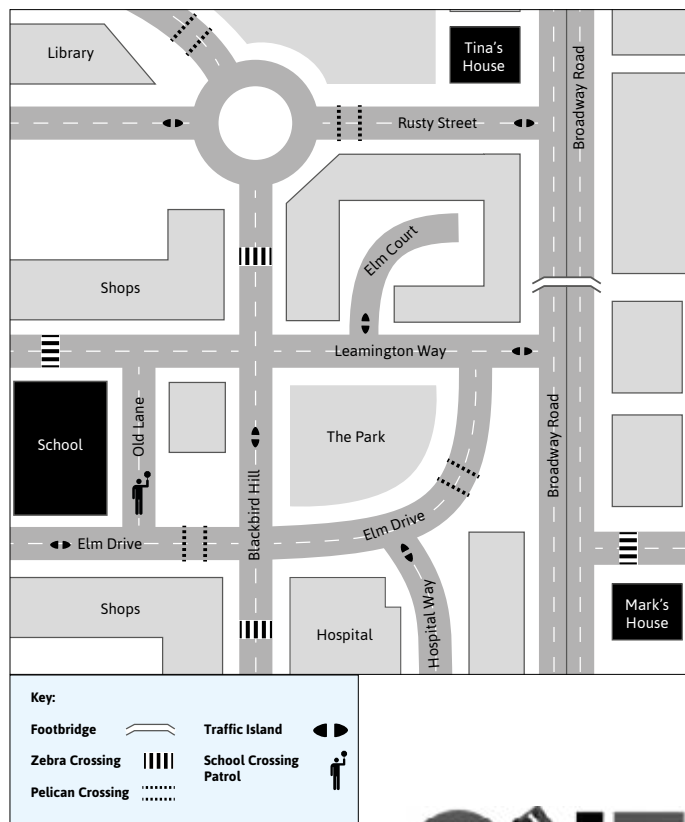 Library
Tina's
House
Broadway Road
Rusty Street
Elm Court
Shops
Leamington Way
School
Old Lane
The Park
Blackbird Hill
Broadway Road
Elm Drive
Elm Drive
Shops
Hospital
Hospital Way
Mark's
House
Key:
Footbridge
Traffic Island
Zebra Crossing
School Crossing
Patrol
Pelican Crossing